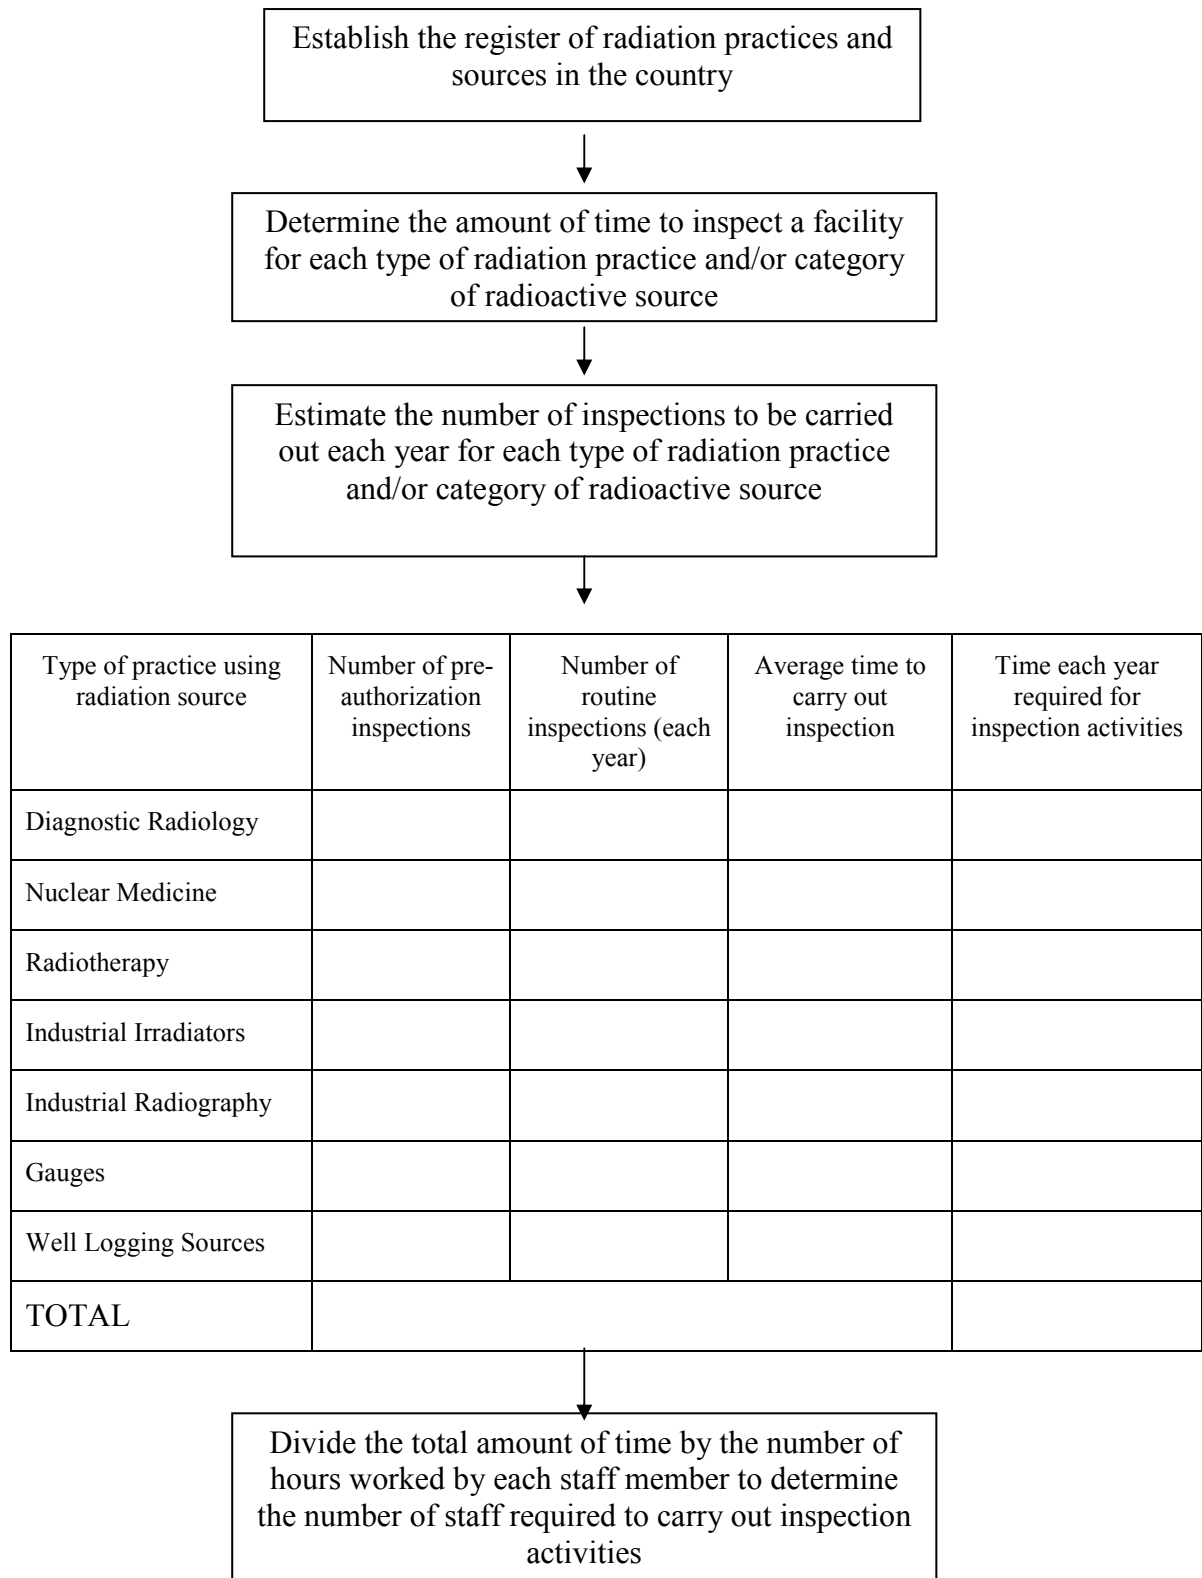 Establish the register of radiation practices and
sources in the country
Determine the amount of time to inspect a facility
for each type of radiation practice and/or category
of radioactive source
Estimate the number of inspections to be carried
out each year for each type of radiation practice
and/or category of radioactive source
Type of practice using
radiation source
Number of pre-
authorization
inspections
Number of
routine
inspections (each
year)
Average time to
carry out
inspection
Time each year
required for
inspection activities
Diagnostic Radiology
Nuclear Medicine
Radiotherapy
Industrial Irradiators
Industrial Radiography
Gauges
Well Logging Sources
TOTAL
Divide the total amount of time by the number of
hours worked by each staff member to determine
the number of staff required to carry out inspection
activities